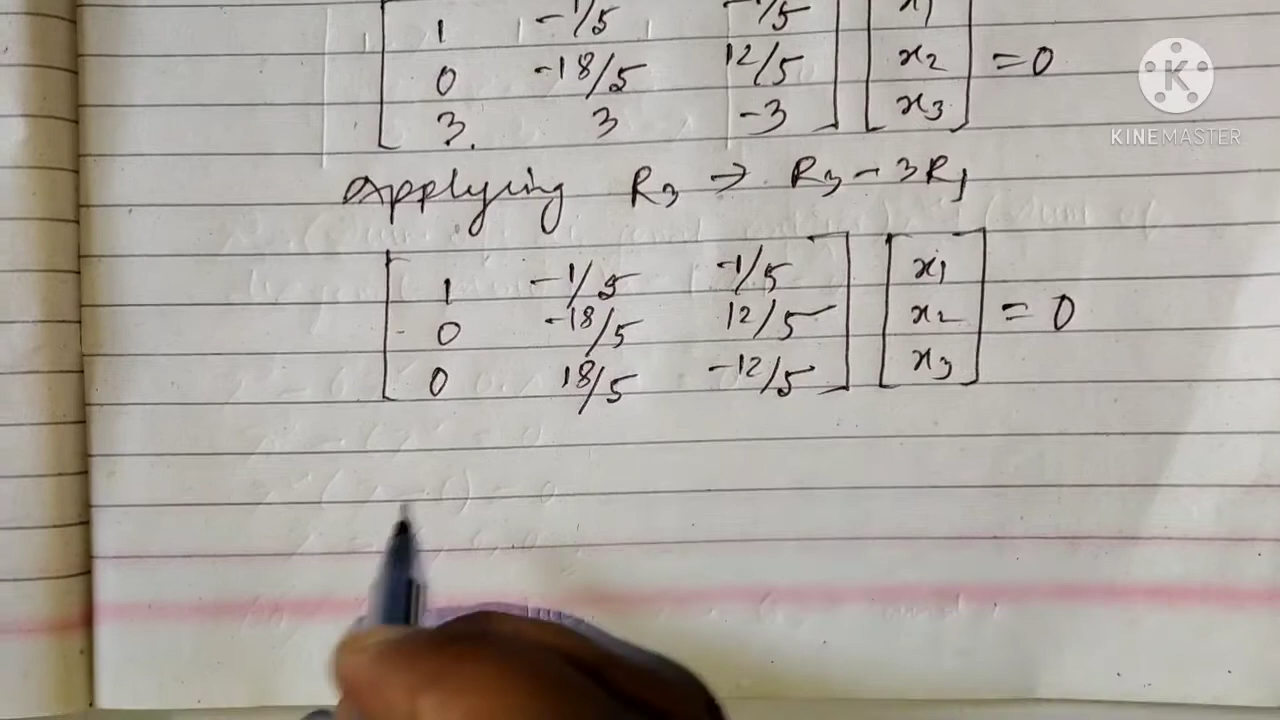 1 -1/5 -1/5 x1
0 -18/5 12/5 x2 = 0
3 3 -3 x3
KINEMASTER
Applying R3 → R3 - 3R1
1 -1/5 -1/5 x1
0 -18/5 12/5 x2 = 0
0 18/5 -12/5 x3